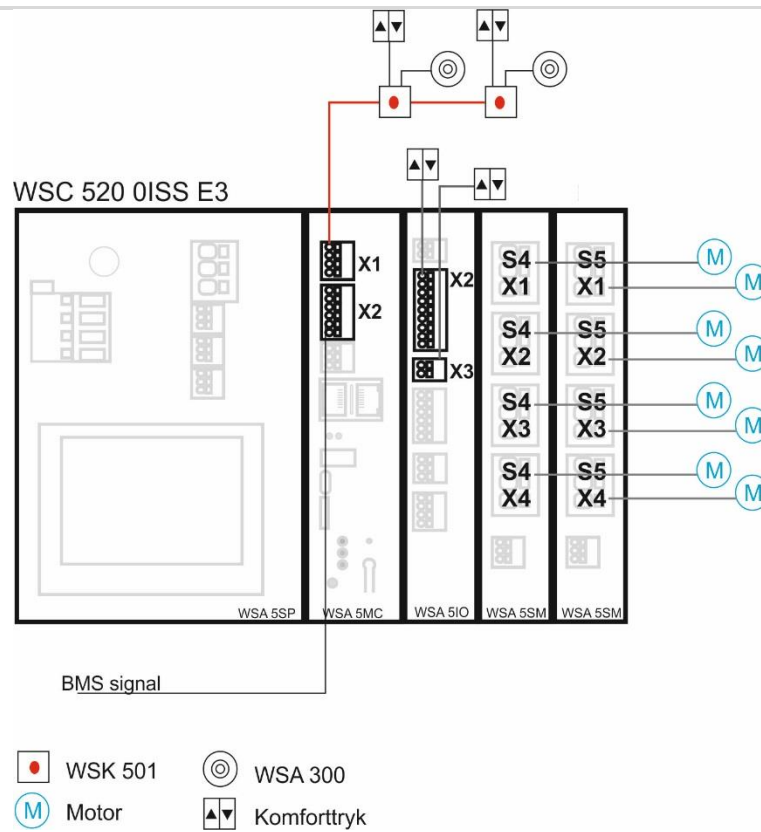 WSC 520 0ISS E3
X1
X2
X2
X3
S4 S5
X1 X1
S4 S5
X2 X2
S4 S5
X3 X3
S4 S5
X4 X4
M
M
M
M
M
M
M
M
WSA 5SP WSA 5MC WSA 5IO WSA 5SM WSA 5SM
BMS signal
WSK 501 WSA 300
M Motor Komforttryk